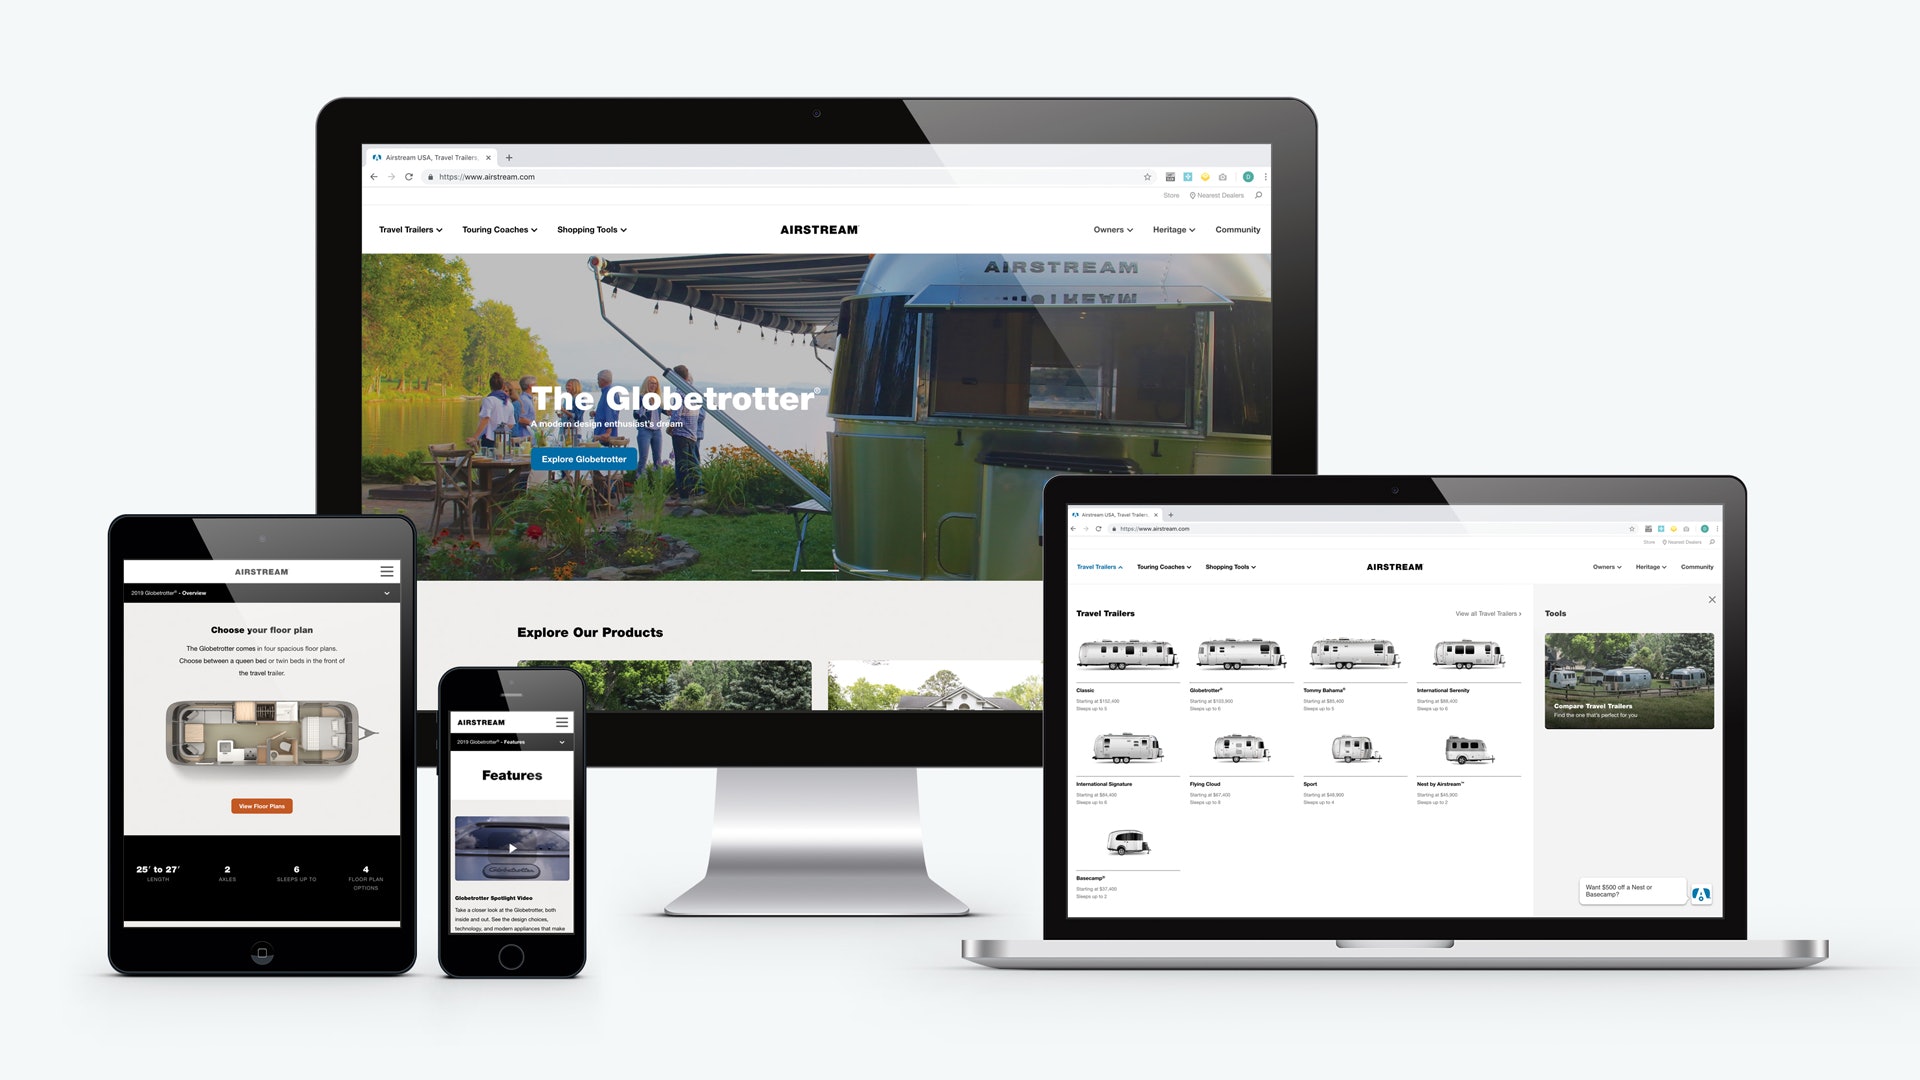 Airstream USA, Travel Trailers,
https://www.airstream.com
D
Store Nearest Dealers
Travel Trailers Touring Coaches Shopping Tools AIRSTREAM Owners Heritage Community
AIRSTREAM
The Globetrotter®
A modern design enthusiast's dream
Explore Globetrotter
Explore Our Products
AIRSTREAM
2019 Globetrotter® - Overview
Choose your floor plan
The Globetrotter comes in four spacious floor plans.
Choose between a queen bed or twin beds in the front of
the travel trailer.
View Floor Plans
25' to 27' 2 6 4
LENGTH AXLES SLEEPS UP TO FLOOR PLAN
OPTIONS
AIRSTREAM
2019 Globetrotter® - Features
Features
Globetrotter
Globetrotter Spotlight Video
Take a closer look at the Globetrotter, both
inside and out. See the design choices,
technology, and modern appliances that make
Airstream USA, Travel Trailers,
https://www.airstream.com
D
Store Nearest Dealers
Travel Trailers Touring Coaches Shopping Tools AIRSTREAM Owners Heritage Community
Travel Trailers View all Travel Trailers > Tools
Classic Globetrotter® Tommy Bahama® International Serenity
Starting at $152,400 Starting at Starting at Starting at
Sleeps up to 5 Sleeps up to 6 Sleeps up to 5 Sleeps up to 6
Compare Travel Trailers
Find the one that's perfect for you
International Signature Flying Cloud Sport Nest by Airstream™
Starting at $84,400 Starting at $67,400 Starting at Starting at $45,900
Sleeps up to 6 Sleeps up to 8 Sleeps up to 4 Sleeps up to 2
Basecamp®
Starting at $37,400
Sleeps up to 2
Want $500 off a Nest or
Basecamp?